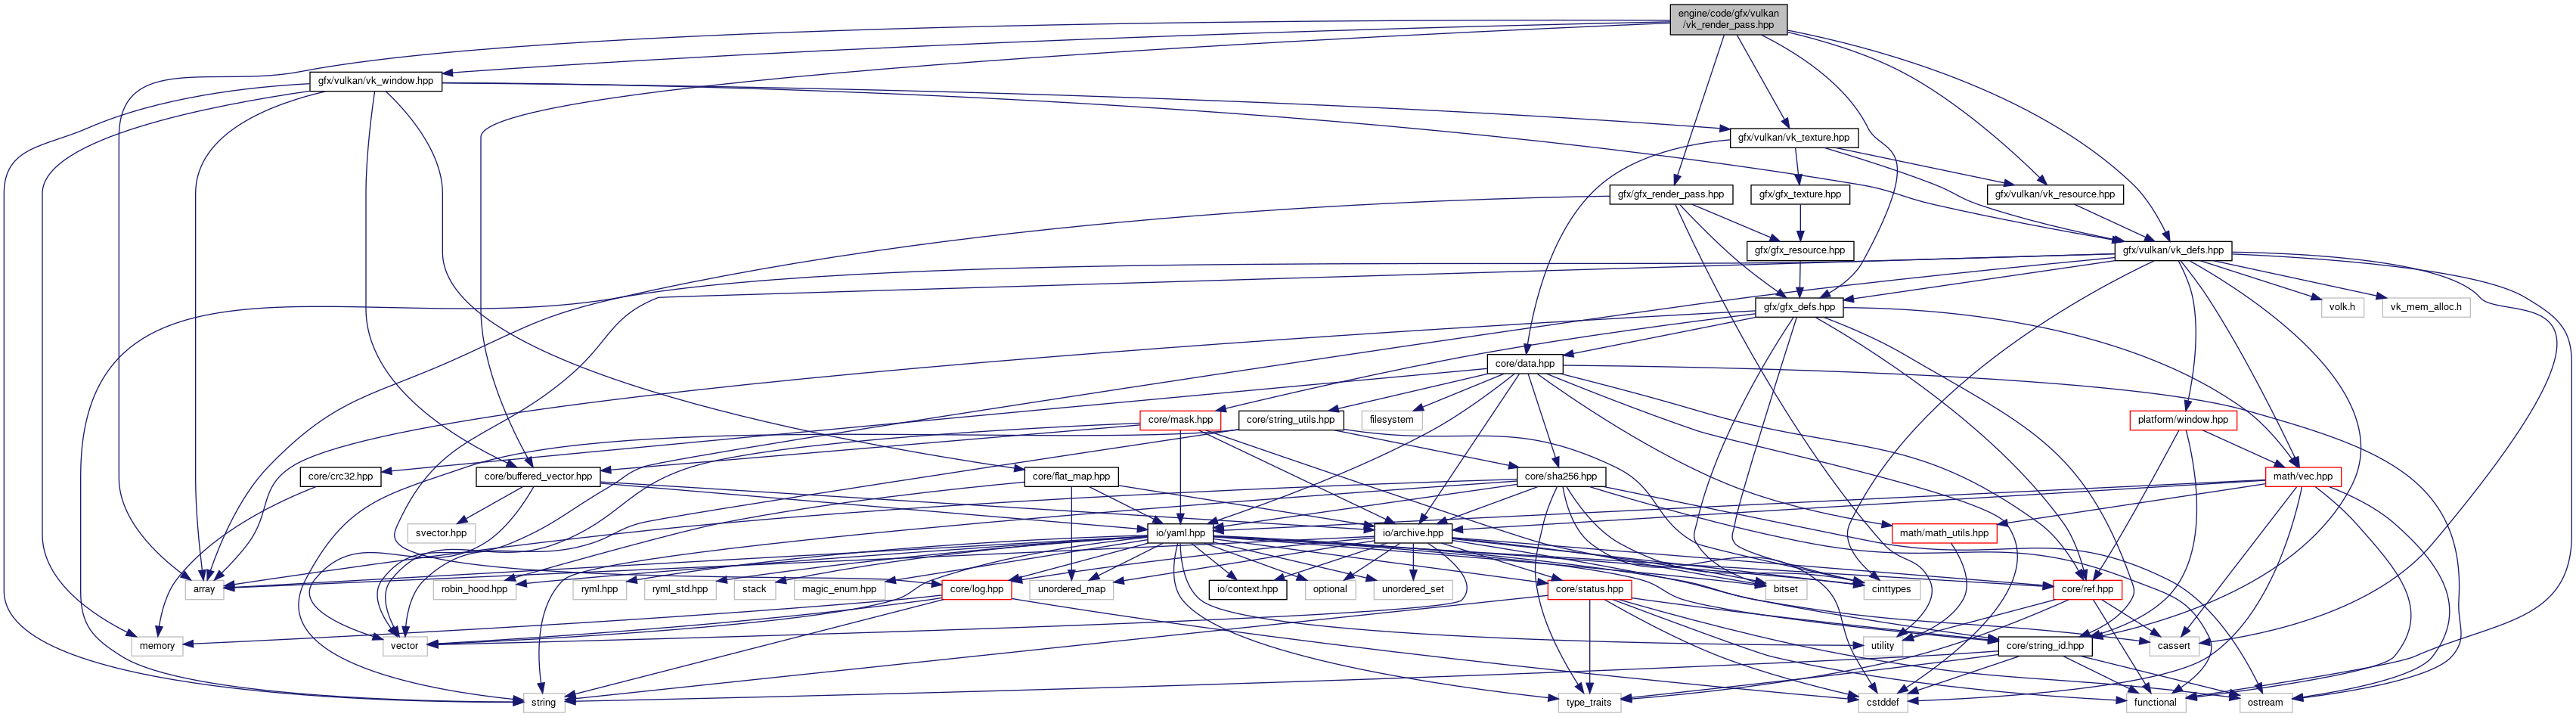 engine/code/gfx/vulkan
/vk_render_pass.hpp
gfx/vulkan/vk_window.hpp
gfx/vulkan/vk_texture.hpp
gfx/gfx_render_pass.hpp
gfx/gfx_texture.hpp
gfx/vulkan/vk_resource.hpp
gfx/gfx_resource.hpp
gfx/vulkan/vk_defs.hpp
gfx/gfx_defs.hpp
volk.h
vk_mem_alloc.h
core/data.hpp
core/mask.hpp
core/string_utils.hpp
filesystem
platform/window.hpp
core/crc32.hpp
core/buffered_vector.hpp
core/flat_map.hpp
core/sha256.hpp
math/vec.hpp
svector.hpp
io/yaml.hpp
io/archive.hpp
math/math_utils.hpp
array
robin_hood.hpp
ryml.hpp
ryml_std.hpp
stack
magic_enum.hpp
core/log.hpp
unordered_map
io/context.hpp
optional
unordered_set
core/status.hpp
bitset
cinttypes
core/ref.hpp
memory
vector
utility
core/string_id.hpp
cassert
string
type_traits
cstddef
functional
ostream